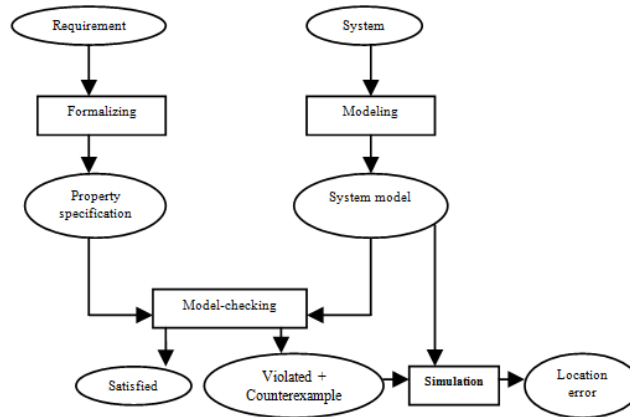 Requirement
System
Formalizing
Modeling
Property
specification
System model
Model-checking
Satisfied
Violated +
Counterexample
Simulation
Location
error